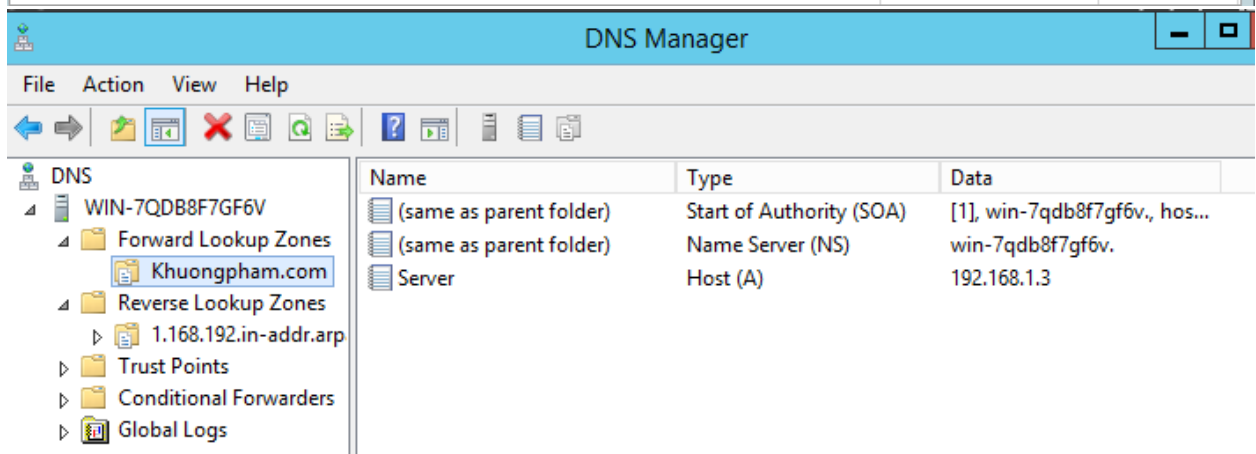 DNS Manager
File Action View Help
DNS
WIN-7QDB8F7GF6V
Forward Lookup Zones
Khuongpham.com
Reverse Lookup Zones
1.168.192.in-addr.arp
Trust Points
Conditional Forwarders
Global Logs
Name Type Data
(same as parent folder) Start of Authority (SOA) [1], win-7qdb8f7gf6v., hos...
(same as parent folder) Name Server (NS) win-7qdb8f7gf6v.
Server Host (A) 192.168.1.3